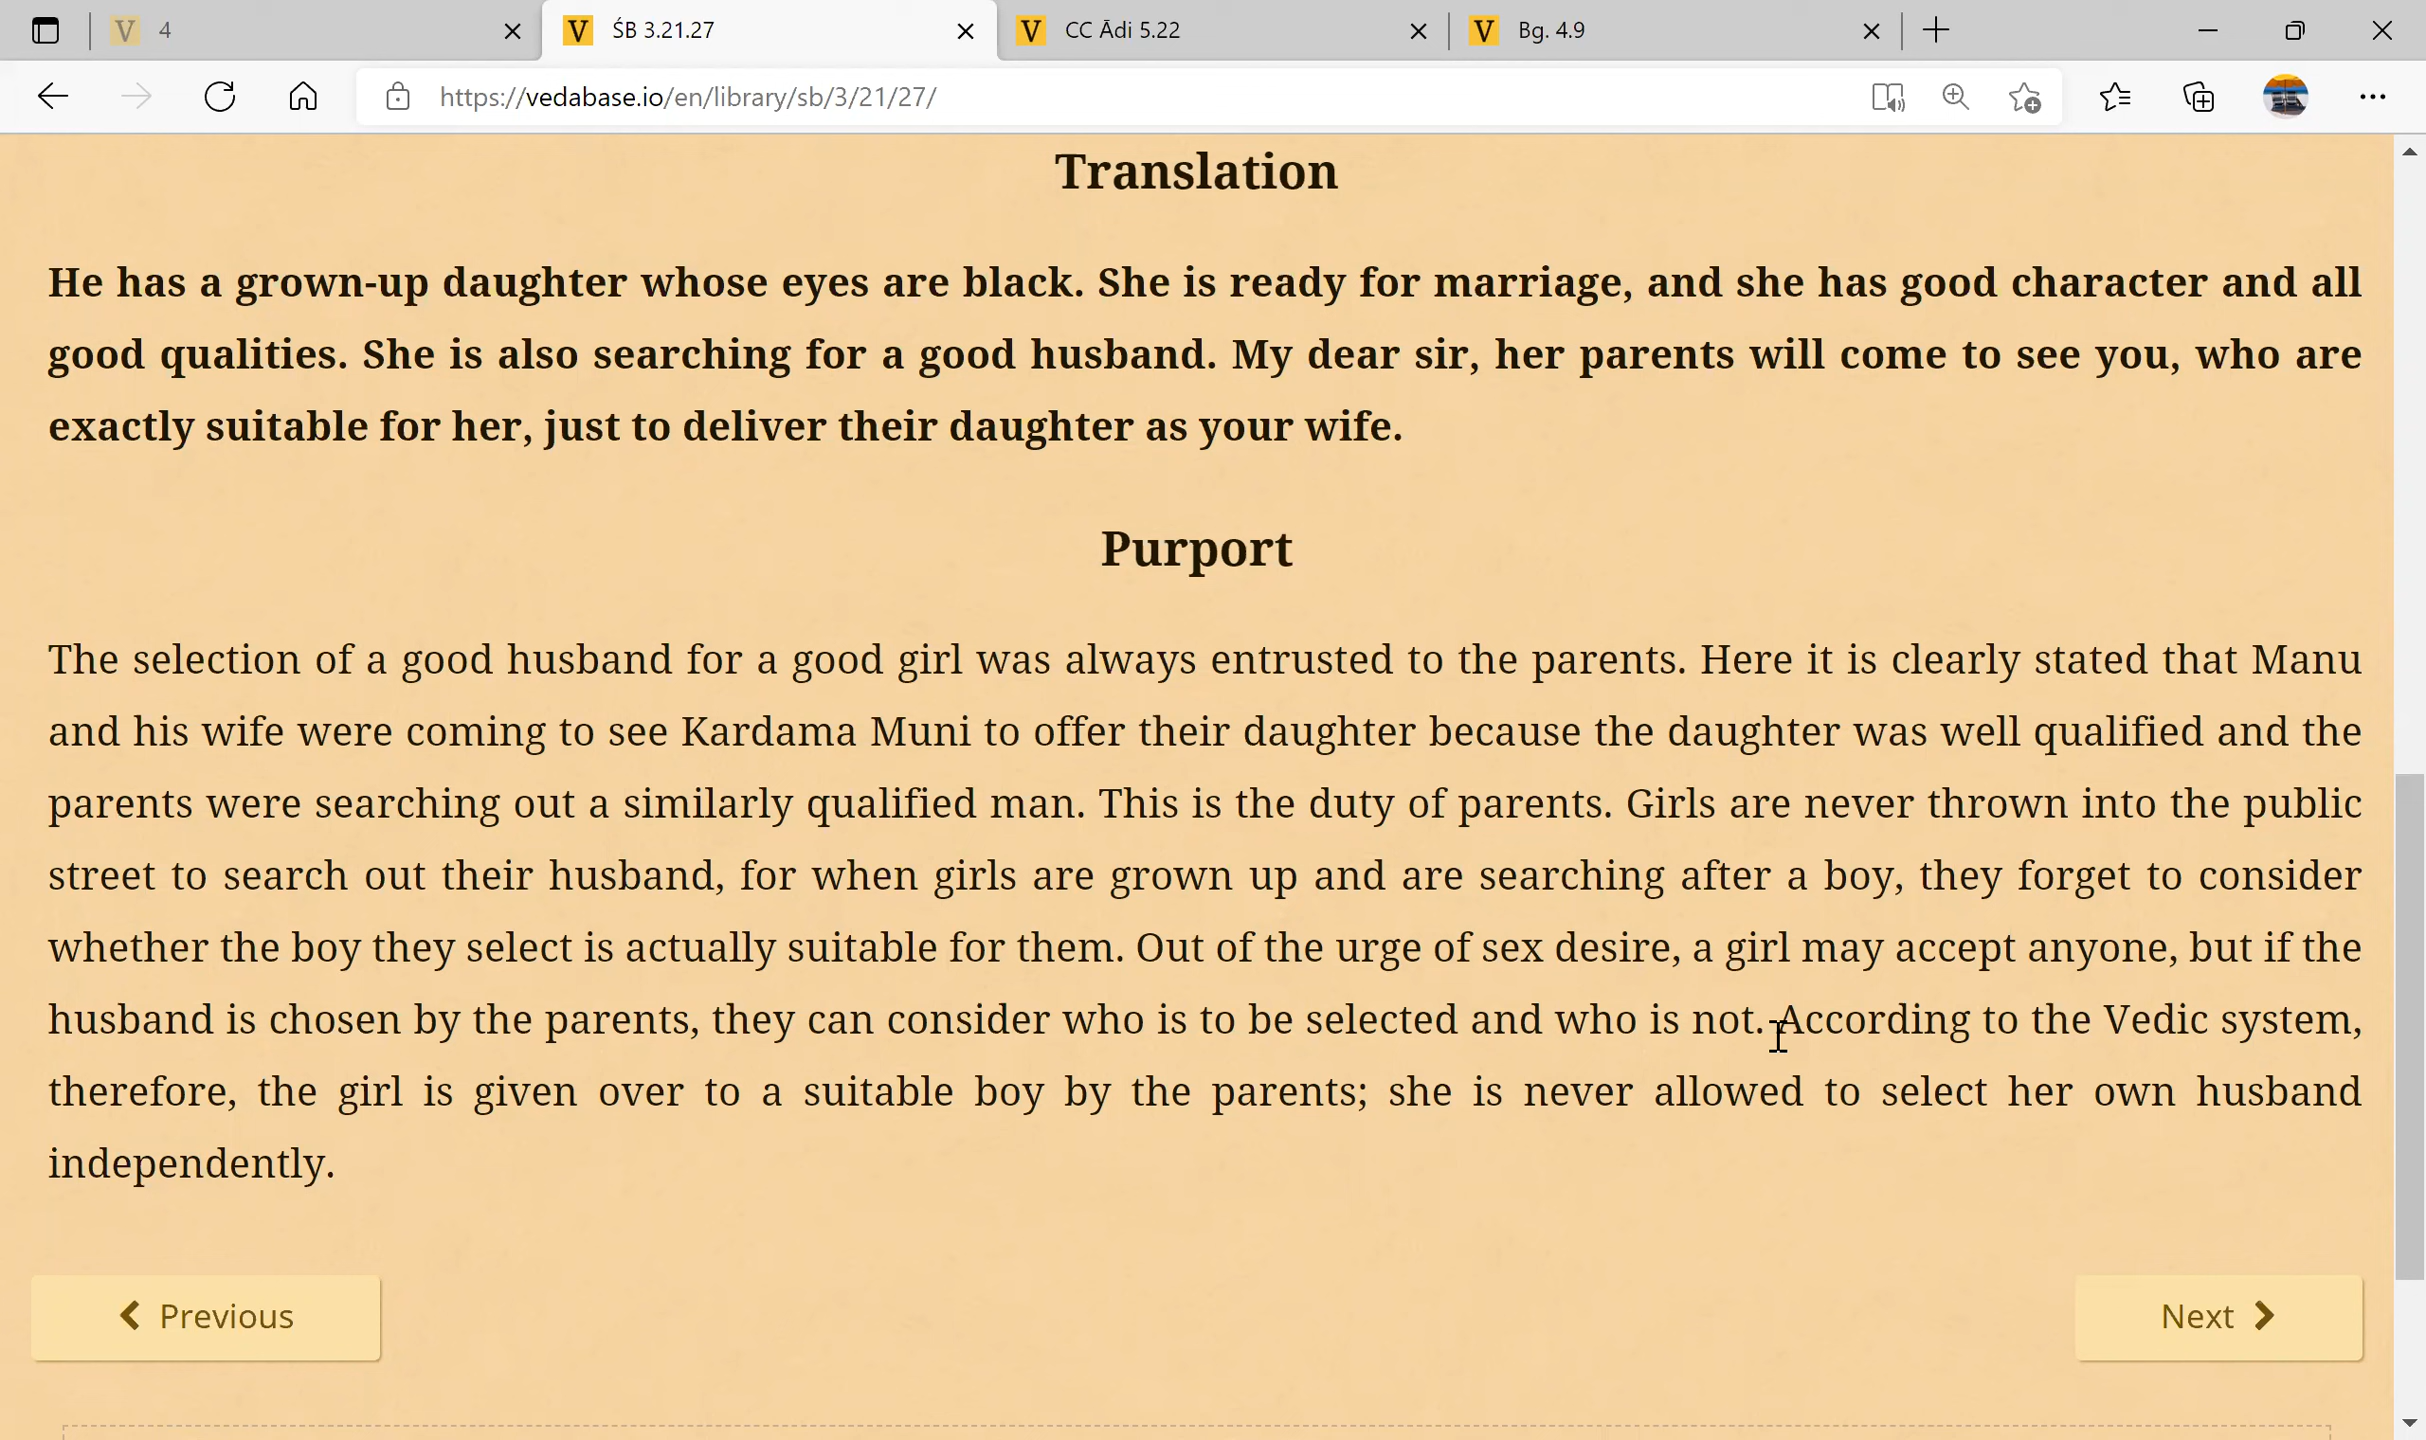 4
ŚB 3.21.27
CC Ādi 5.22
Bg. 4.9
https://vedabase.io/en/library/sb/3/21/27/
Translation
He has a grown-up daughter whose eyes are black. She is ready for marriage, and she has good character and all
good qualities. She is also searching for a good husband. My dear sir, her parents will come to see you, who are
exactly suitable for her, just to deliver their daughter as your wife.
Purport
The selection of a good husband for a good girl was always entrusted to the parents. Here it is clearly stated that Manu
and his wife were coming to see Kardama Muni to offer their daughter because the daughter was well qualified and the
parents were searching out a similarly qualified man. This is the duty of parents. Girls are never thrown into the public
street to search out their husband, for when girls are grown up and are searching after a boy, they forget to consider
whether the boy they select is actually suitable for them. Out of the urge of sex desire, a girl may accept anyone, but if the
husband is chosen by the parents, they can consider who is to be selected and who is not. According to the Vedic system,
therefore, the girl is given over to a suitable boy by the parents; she is never allowed to select her own husband
independently.
Previous
Next